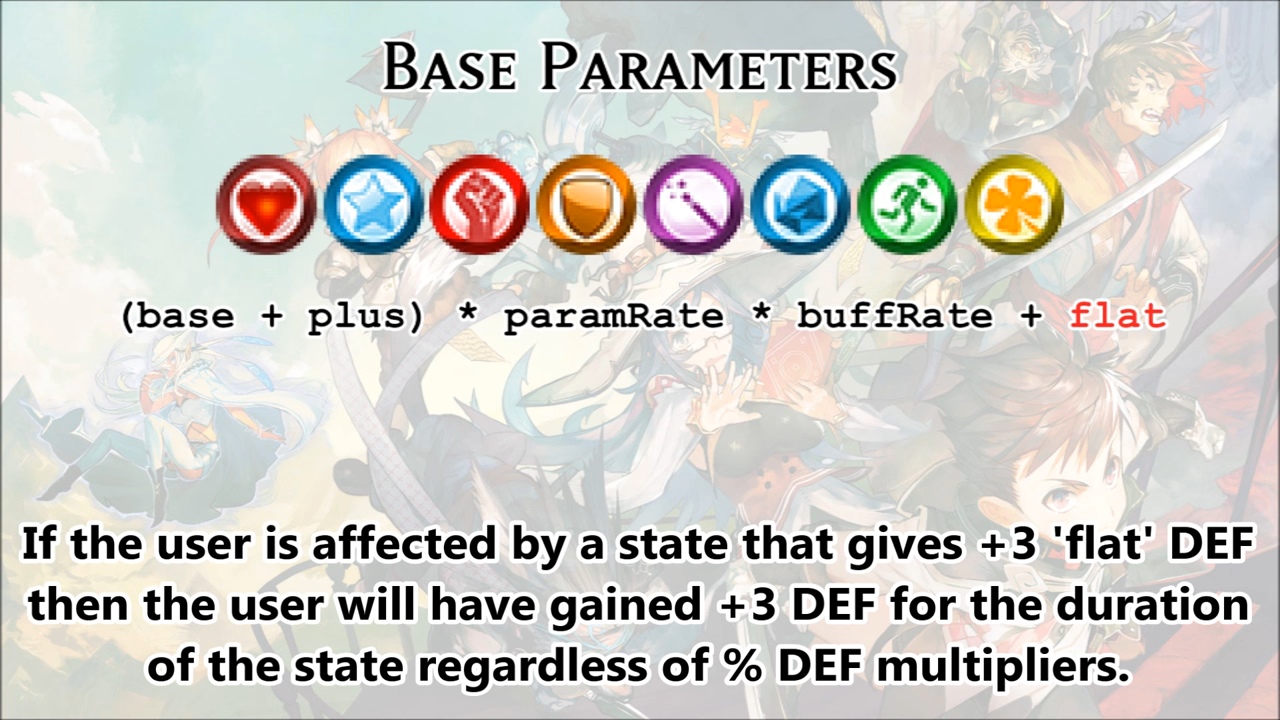 BASE PARAMETERS
(base + plus) * paramRate * buffRate + flat
If the user is affected by a state that gives +3 'flat' DEF
then the user will have gained +3 DEF for the duration
of the state regardless of % DEF multipliers.